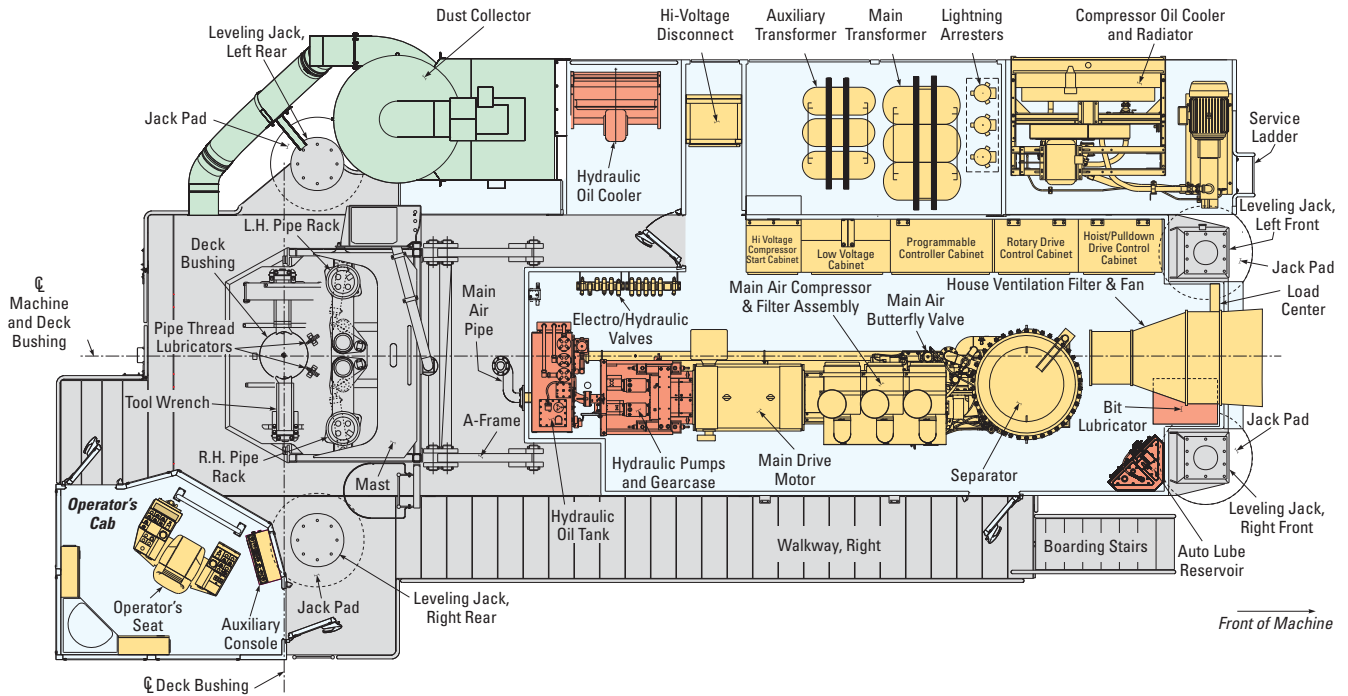 Dust Collector
Leveling Jack,
Left Rear
Hi-Voltage
Disconnect
Auxiliary
Transformer
Main
Transformer
Lightning
Arresters
Compressor Oil Cooler
and Radiator
Jack Pad
Service
Ladder
Hydraulic
Oil Cooler
L.H. Pipe Rack
Deck
Bushing
Leveling Jack,
Left Front
Hi Voltage
Compressor
Start Cabinet
Low Voltage
Cabinet
Programmable
Controller Cabinet
Rotary Drive
Control Cabinet
Hoist/Pulldown
Drive Control
Cabinet
Jack Pad
℄
Machine
and Deck
Bushing
Main
Air
Pipe
Electro/Hydraulic
Valves
Main Air Compressor
& Filter Assembly
Main Air
Butterfly Valve
House Ventilation Filter & Fan
Load
Center
Pipe Thread
Lubricators
Tool Wrench
A-Frame
Bit
Lubricator
Jack Pad
R.H. Pipe
Rack
Mast
Hydraulic Pumps
and Gearcase
Main Drive
Motor
Separator
Operator's
Cab
Hydraulic
Oil Tank
Leveling Jack,
Right Front
Walkway, Right
Boarding Stairs
Auto Lube
Reservoir
Operator's
Seat
Auxiliary
Console
Jack Pad
Leveling Jack,
Right Rear
Front of Machine
℄ Deck Bushing